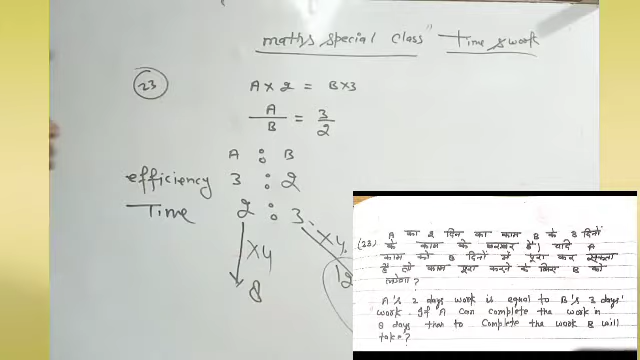 maths special class" Time & work
(23) A × 2 = B × 3
A/B = 3/2
A : B
efficiency 3 : 2
Time 2 : 3
×4 ×4
8 12
A का 2 दिन का काम B के 3 दिनों
(23) के काम के बराबर है। यदि A
काम को 8 दिनों में पूरा कर सकता
है तो काम पूरा करने के लिए B को
लगेगा?
A's 2 days work is equal to B's 3 days'
work. If A can complete the work in
8 days then to complete the work B will
take?